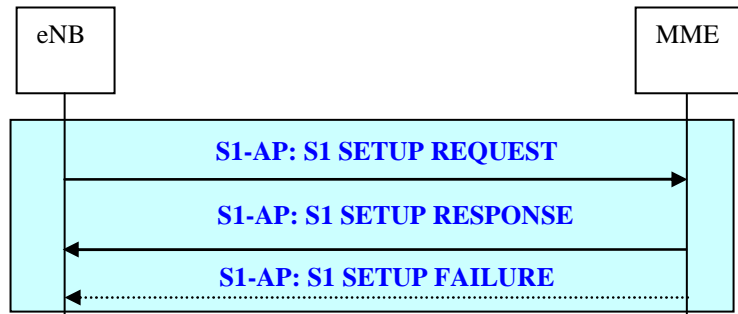 eNB
MME
S1-AP: S1 SETUP REQUEST
S1-AP: S1 SETUP RESPONSE
S1-AP: S1 SETUP FAILURE